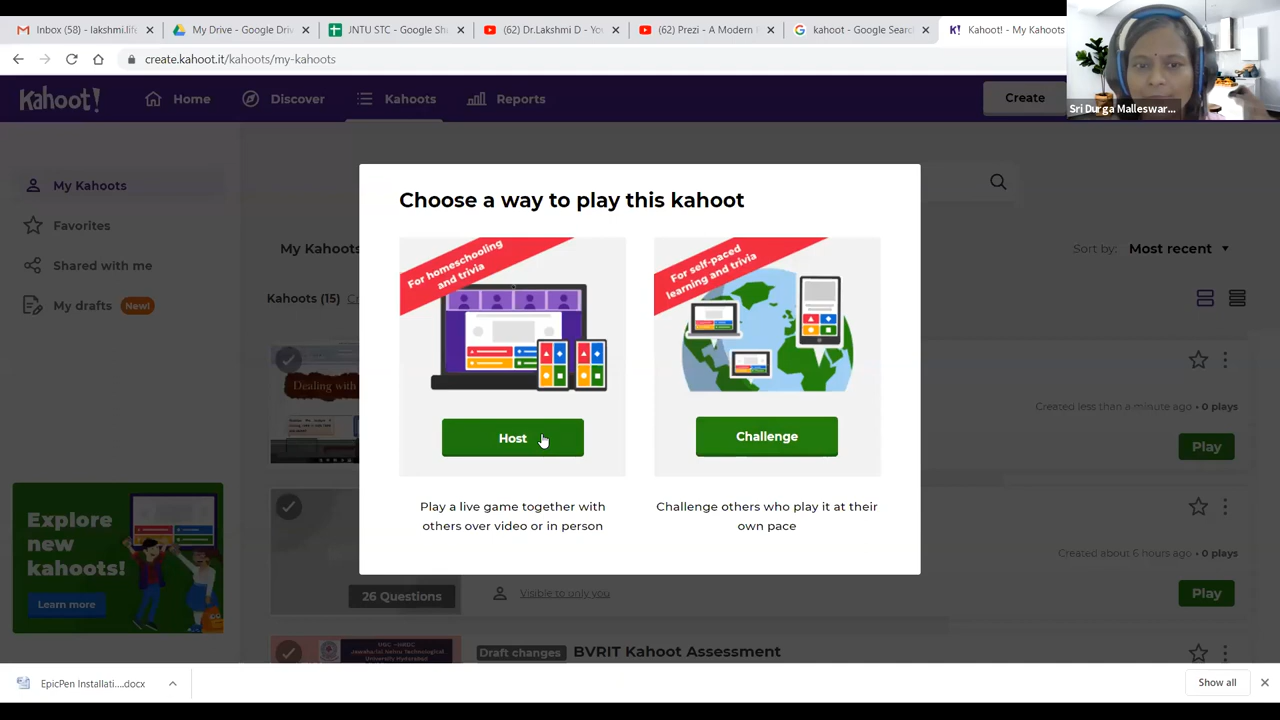 Inbox (58) - lakshmi.life
My Drive - Google Driv
JNTU STC - Google Sh
(62) Dr.Lakshmi D - Yo
(62) Prezi - A Modern
kahoot - Google Searc
Kahoot! - My Kahoots
create.kahoot.it/kahoots/my-kahoots
Kahoot!
Home
Discover
Kahoots
Reports
Create
Sri Durga Malleswar...
My Kahoots
Favorites
Shared with me
My drafts
New!
My Kahoots
Sort by:
Most recent
Kahoots (15)
Choose a way to play this kahoot
For homeschooling
and trivia
For self-paced
learning and trivia
Host
Challenge
Play a live game together with
others over video or in person
Challenge others who play it at their
own pace
Dealing with
Created less than a minute ago • 0 plays
Play
Created about 6 hours ago • 0 plays
26 Questions
Visible to only you
Play
Explore
new
kahoots!
Learn more
Draft changes
BVRIT Kahoot Assessment
EpicPen Installati....docx
Show all